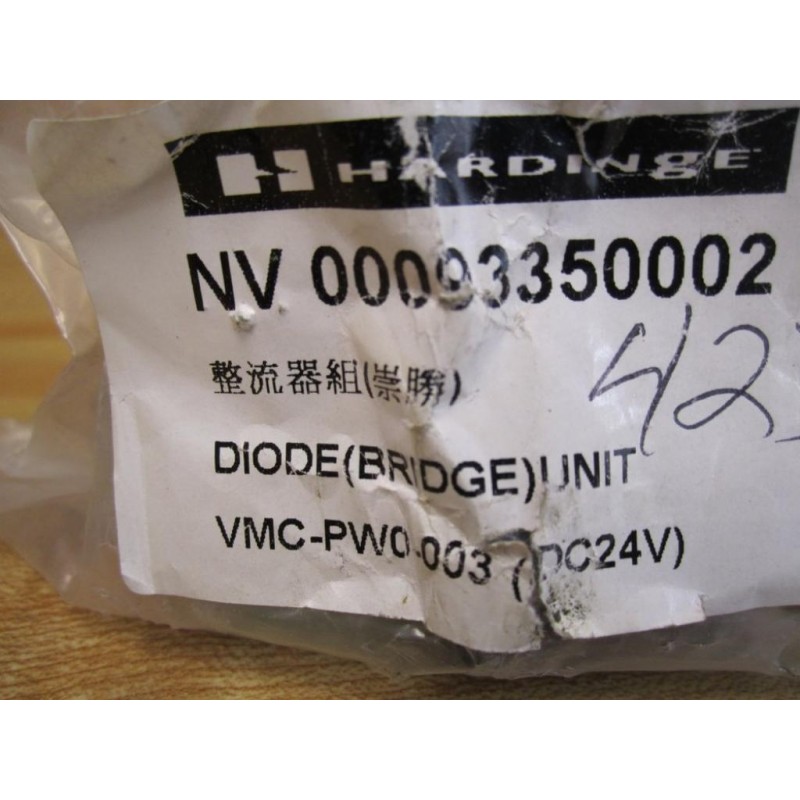 HARDINGE
NV 00093350002
整流器組(崇勝)
42
DIODE(BRIDGE)UNIT
VMC-PW0-003 (DC24V)